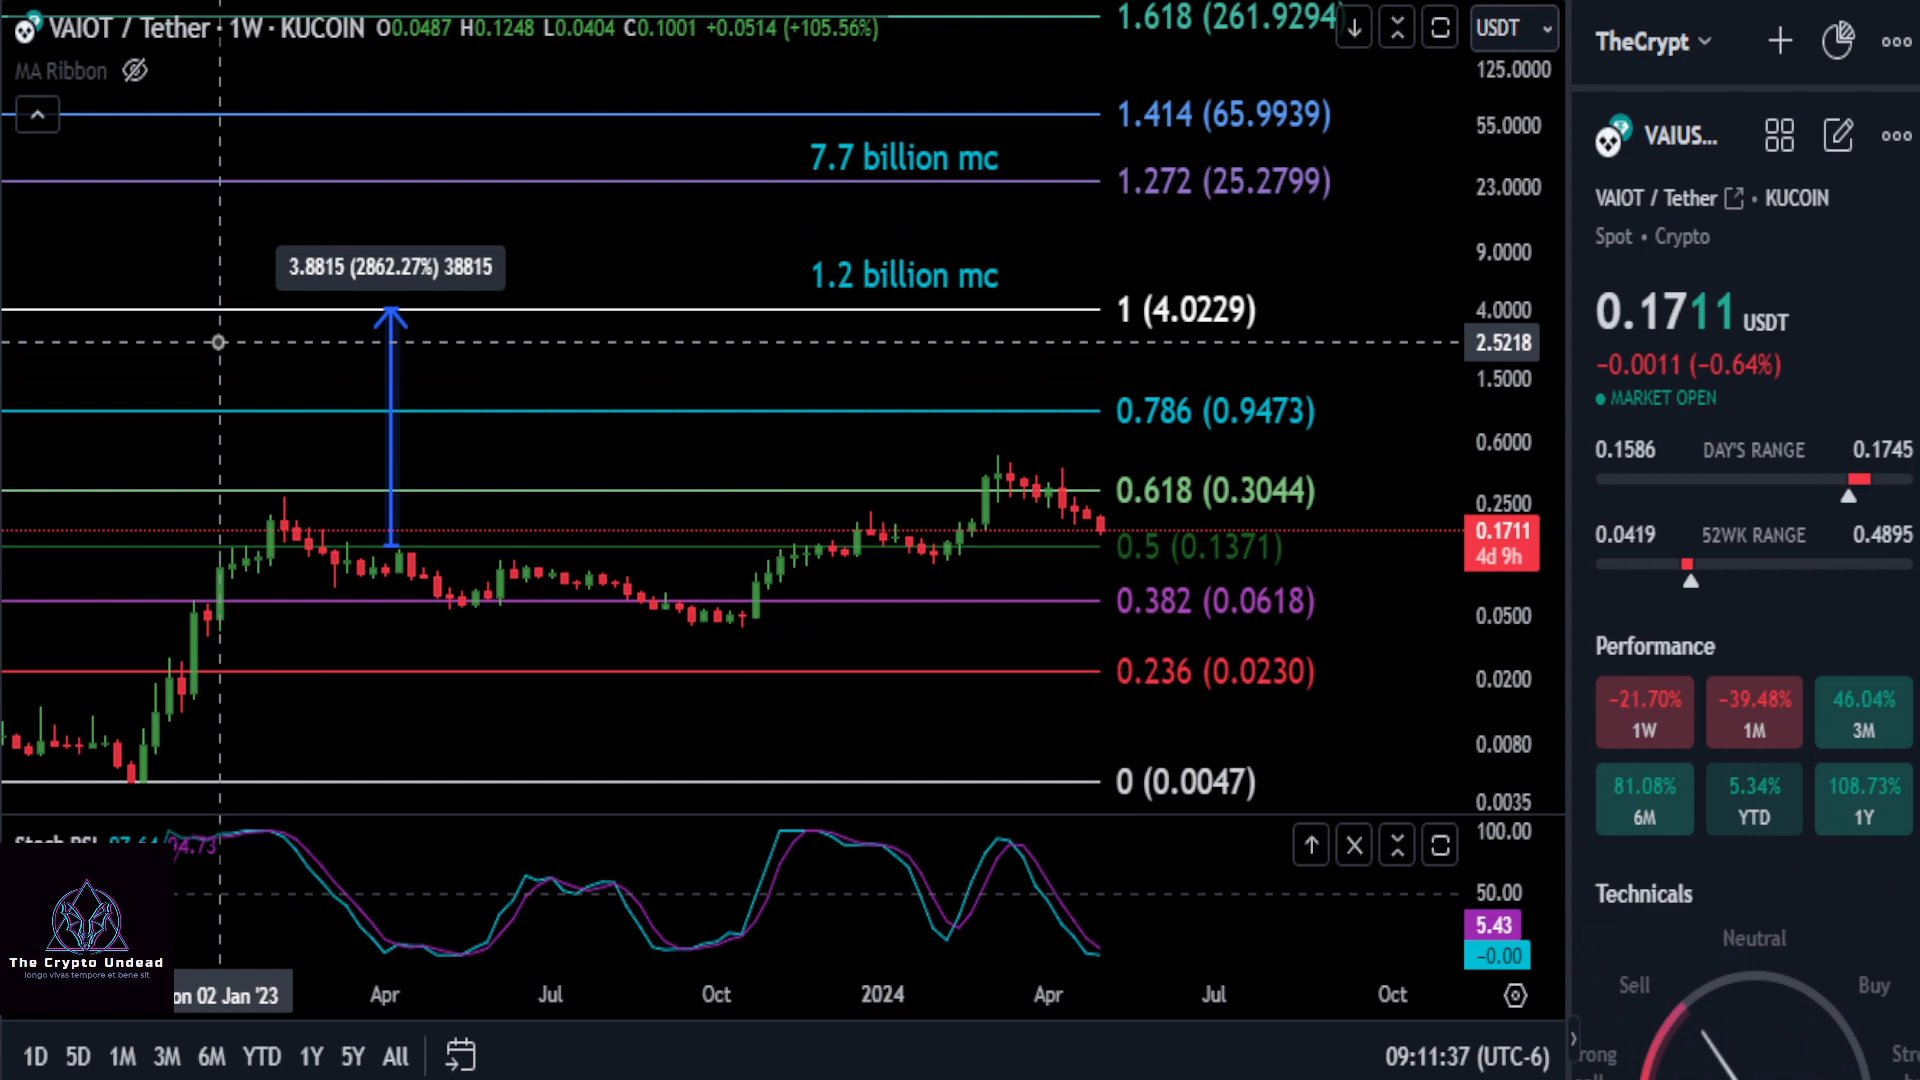 VAIOT / Tether · 1W · KUCOIN O0.0487 H0.1248 L0.0404 C0.1001 +0.0514 (+105.56%)
MA Ribbon
1.618 (261.9294
USDT
125.0000
1.414 (65.9939)
55.0000
7.7 billion mc
1.272 (25.2799)
23.0000
3.8815 (2862.27%) 38815
1.2 billion mc
9.0000
1 (4.0229)
4.0000
2.5218
1.5000
0.786 (0.9473)
0.6000
0.618 (0.3044)
0.2500
0.1711
4d 9h
0.5 (0.1371)
0.382 (0.0618)
0.0500
0.236 (0.0230)
0.0200
0.0080
0 (0.0047)
0.0035
100.00
50.00
5.43
-0.00
The Crypto Undead
longo vivas tempore et bene sit
on 02 Jan '23
Apr
Jul
Oct
2024
Apr
Jul
Oct
1D 5D 1M 3M 6M YTD 1Y 5Y All
09:11:37 (UTC-6)
TheCrypt
VAIUS...
VAIOT / Tether · KUCOIN
Spot • Crypto
0.1711 USDT
−0.0011 (−0.64%)
MARKET OPEN
0.1586 DAY'S RANGE 0.1745
0.0419 52WK RANGE 0.4895
Performance
−21.70% −39.48% 46.04%
1W 1M 3M
81.08% 5.34% 108.73%
6M YTD 1Y
Technicals
Neutral
Sell
Buy